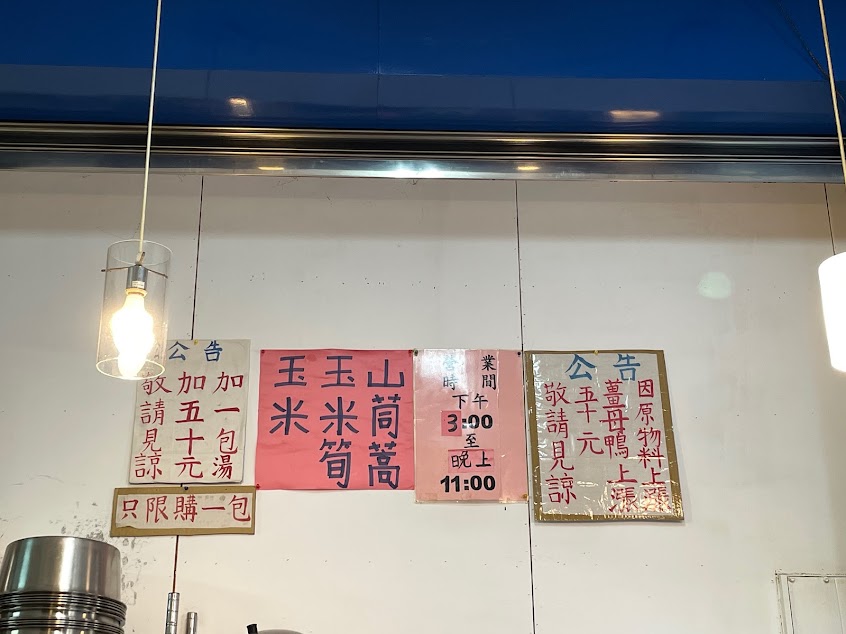 公告
加一包湯
加五十元
敬請見諒
只限購一包
山茼蒿
玉米筍
玉米
營業
時間
下午
3:00
至
晚上
11:00
公告
因原物料上漲
薑母鴨上漲
五十元
敬請見諒